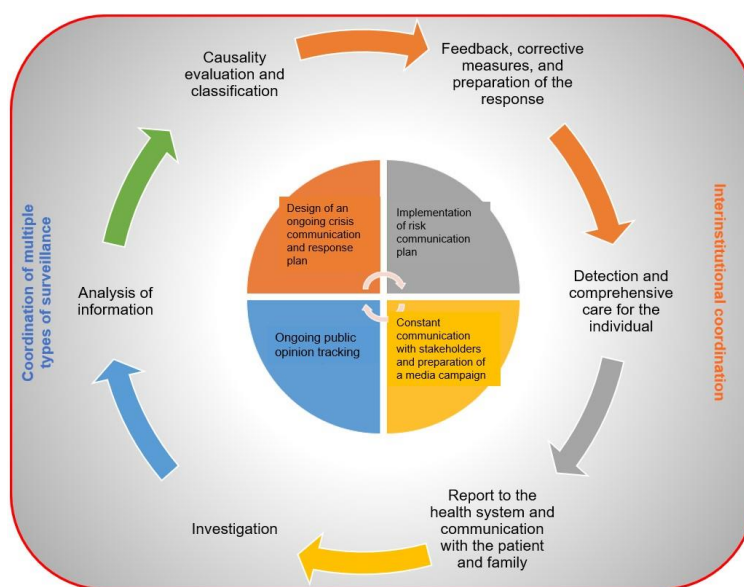 Causality
evaluation and
classification
Feedback, corrective
measures, and
preparation of the
response
Coordination of multiple
types of surveillance
Design of an
ongoing crisis
communication
and response
plan
Implementation
of risk
communication
plan
Interinstitutional coordination
Analysis of
information
Detection and
comprehensive
care for the
individual
Ongoing public
opinion tracking
Constant
communication
with stakeholders
and preparation of
a media campaign
Investigation
Report to the
health system and
communication
with the patient
and family